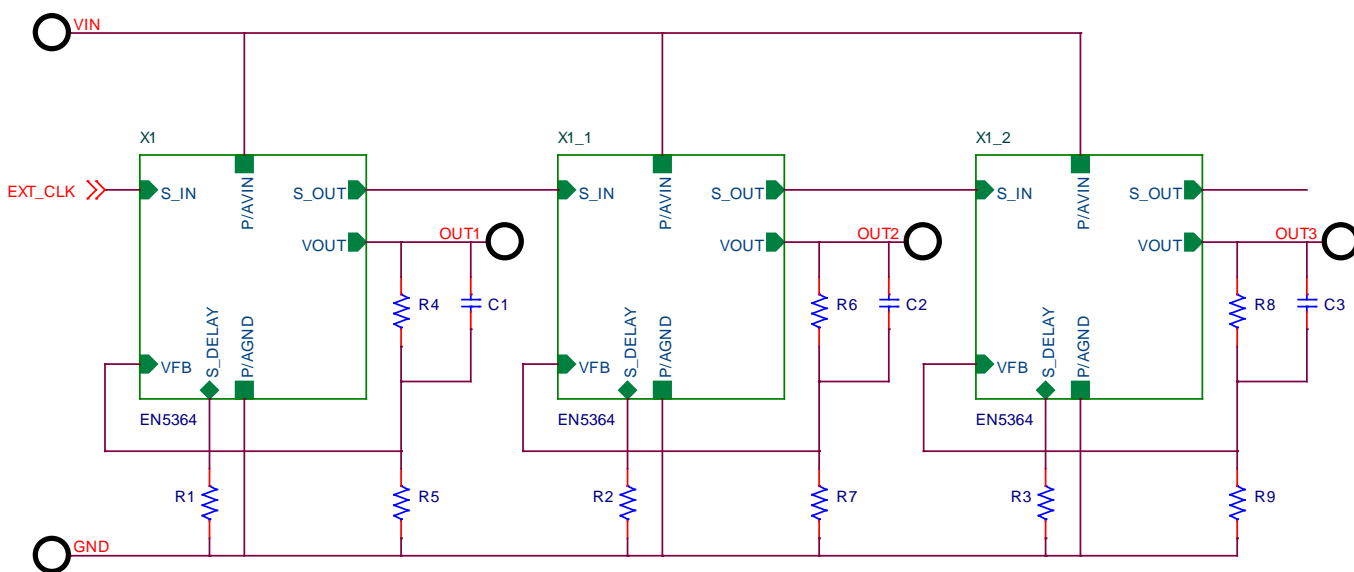 VIN
X1
X1_1
X1_2
EXT_CLK
S_IN
P/AVIN
S_OUT
S_IN
P/AVIN
S_OUT
S_IN
P/AVIN
S_OUT
VOUT
OUT1
VOUT
OUT2
VOUT
OUT3
R4
C1
R6
C2
R8
C3
VFB
S_DELAY
P/AGND
VFB
S_DELAY
P/AGND
VFB
S_DELAY
P/AGND
EN5364
EN5364
EN5364
R1
R5
R2
R7
R3
R9
GND